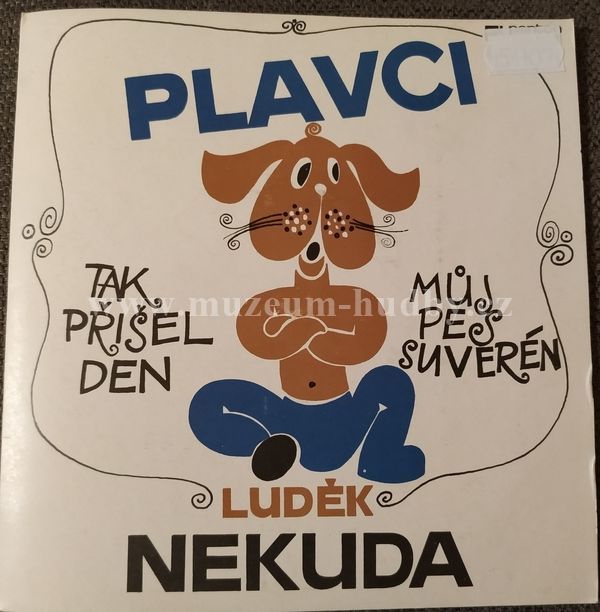 PLAVCI
TAK
PŘIŠEL
DEN
MŮJ
PES
SUVERÉN
www.muzeum-hudby.cz
LUDĚK
NEKUDA